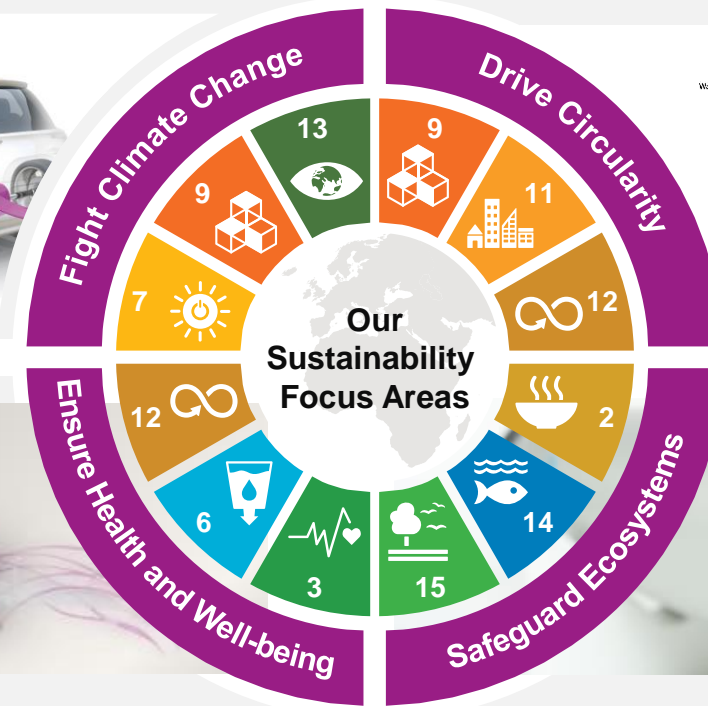 Fight Climate Change
Drive Circularity
13
9
9
11
7
12
Our
Sustainability
Focus Areas
12
2
6
14
3
15
Ensure Health and Well-being
Safeguard Ecosystems